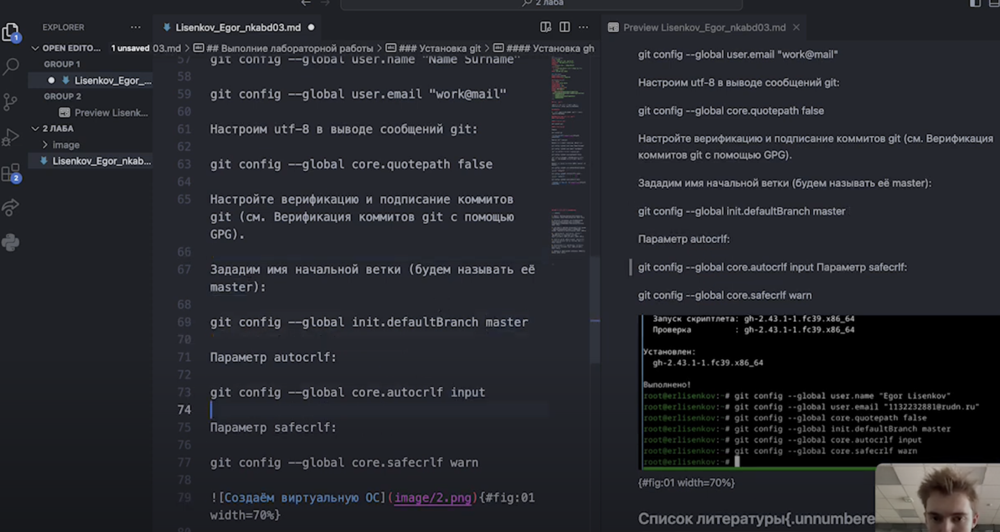 2 лаба
EXPLORER
Lisenkov_Egor_nkabd03.md
Preview Lisenkov_Egor_nkabd03.md
OPEN EDITO... 1 unsaved
03.md > ## Выполние лабораторной работы > ### Установка git > #### Установка gh
GROUP 1
Lisenkov_Egor_...
GROUP 2
Preview Lisenk...
2 ЛАБА
image
Lisenkov_Egor_nkab...
1
2
57 git config --global user.name "Name Surname"
58
59 git config --global user.email "work@mail"
60
61 Настроим utf-8 в выводе сообщений git:
62
63 git config --global core.quotepath false
64
65 Настройте верификацию и подписание коммитов
git (см. Верификация коммитов git с помощью
GPG).
66
67 Зададим имя начальной ветки (будем называть её
master):
68
69 git config --global init.defaultBranch master
70
71 Параметр autocrlf:
72
73 git config --global core.autocrlf input
74
75 Параметр safecrlf:
76
77 git config --global core.safecrlf warn
78
79 ![Создаём виртуальную ОС](image/2.png){#fig:01
width=70%}
80
git config --global user.email "work@mail"
Настроим utf-8 в выводе сообщений git:
git config --global core.quotepath false
Настройте верификацию и подписание коммитов git (см. Верификация
коммитов git с помощью GPG).
Зададим имя начальной ветки (будем называть её master):
git config --global init.defaultBranch master
Параметр autocrlf:
git config --global core.autocrlf input Параметр safecrlf:
git config --global core.safecrlf warn
Запуск скриптлета: gh-2.43.1-1.fc39.x86_64
Проверка : gh-2.43.1-1.fc39.x86_64
Установлен:
gh-2.43.1-1.fc39.x86_64
Выполнено!
root@erlisenkov:~# git config --global user.name "Egor Lisenkov"
root@erlisenkov:~# git config --global user.email "1132232881@rudn.ru"
root@erlisenkov:~# git config --global core.quotepath false
root@erlisenkov:~# git config --global init.defaultBranch master
root@erlisenkov:~# git config --global core.autocrlf input
root@erlisenkov:~# git config --global core.safecrlf warn
root@erlisenkov:~#
{#fig:01 width=70%}
Список литературы{.unnumbere